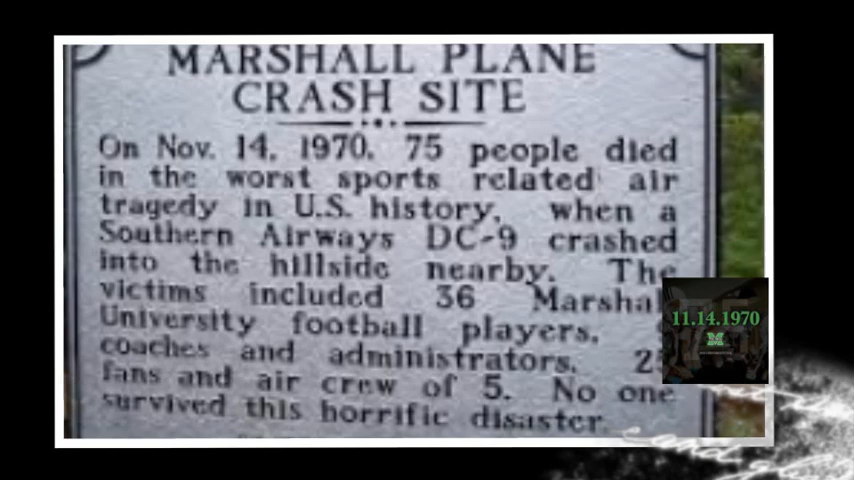 MARSHALL PLANE
CRASH SITE
On Nov. 14, 1970, 75 people died
in the worst sports related air
tragedy in U.S. history, when a
Southern Airways DC-9 crashed
into the hillside nearby. The
victims included 36 Marshal
University football players,
coaches and administrators, 2
fans and air crew of 5. No one
survived this horrific disaster.
11.14.1970